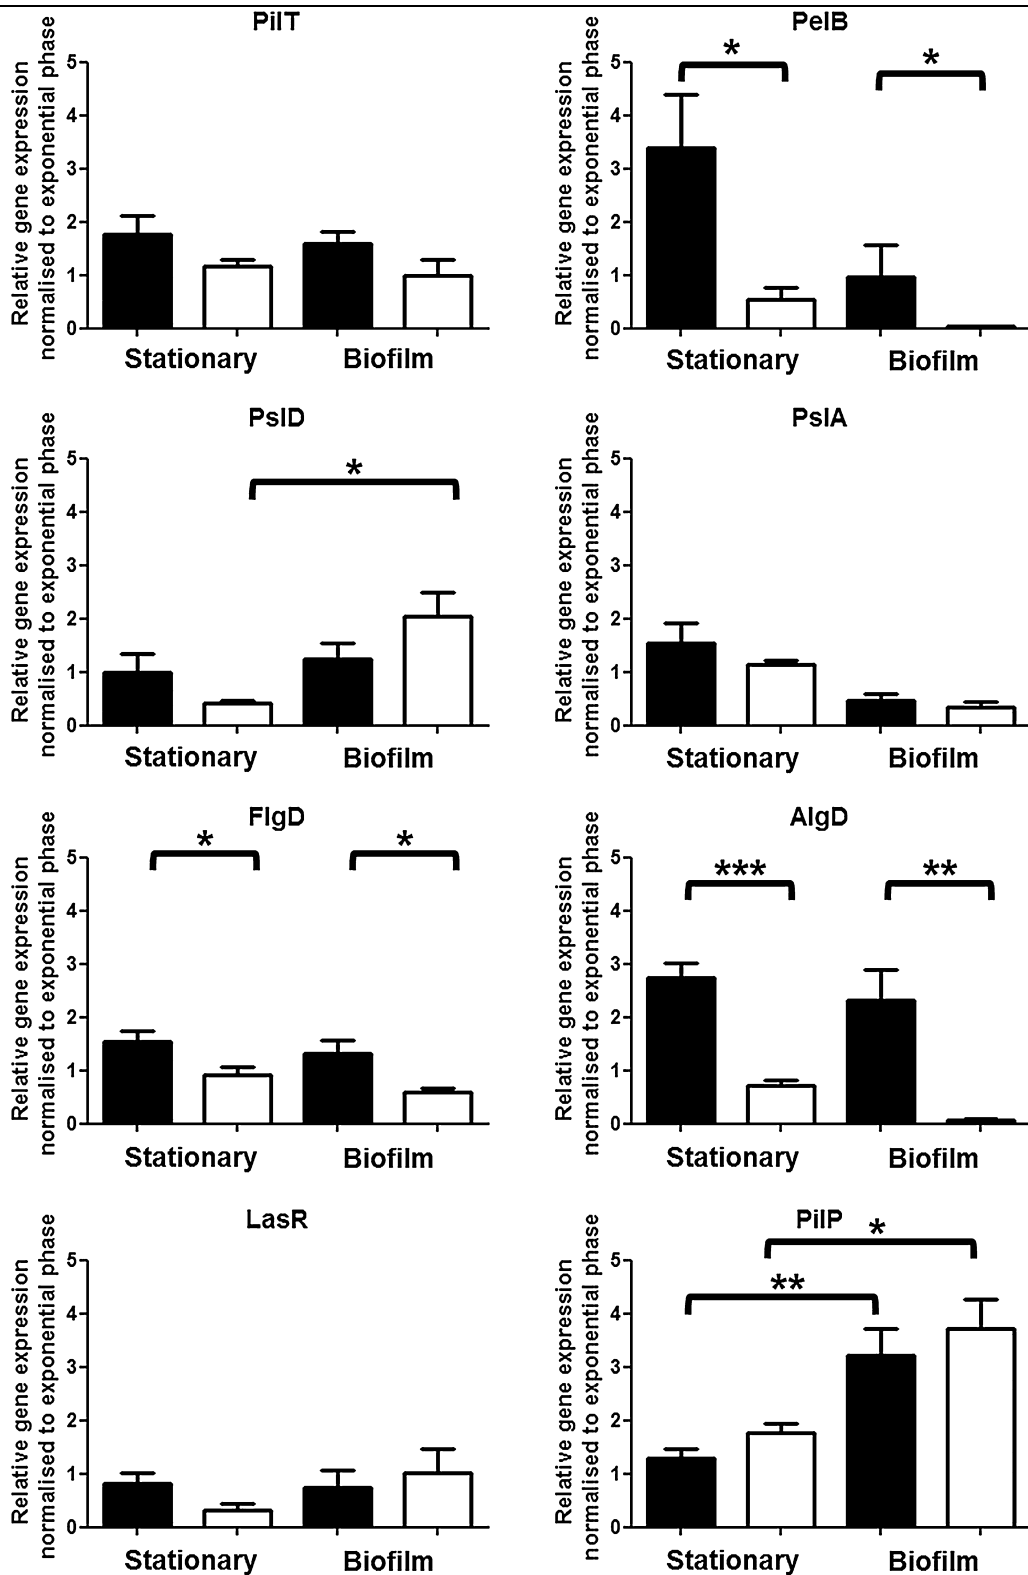 PilT
Relative gene expression
normalised to exponential phase
5
4
3
2
1
0
Stationary Biofilm
PelB
* *
Relative gene expression
normalised to exponential phase
5
4
3
2
1
0
Stationary Biofilm
PslD
*
Relative gene expression
normalised to exponential phase
5
4
3
2
1
0
Stationary Biofilm
PslA
Relative gene expression
normalised to exponential phase
5
4
3
2
1
0
Stationary Biofilm
FlgD
* *
Relative gene expression
normalised to exponential phase
5
4
3
2
1
0
Stationary Biofilm
AlgD
*** **
Relative gene expression
normalised to exponential phase
5
4
3
2
1
0
Stationary Biofilm
LasR
Relative gene expression
normalised to exponential phase
5
4
3
2
1
0
Stationary Biofilm
PilP
*
**
Relative gene expression
normalised to exponential phase
5
4
3
2
1
0
Stationary Biofilm